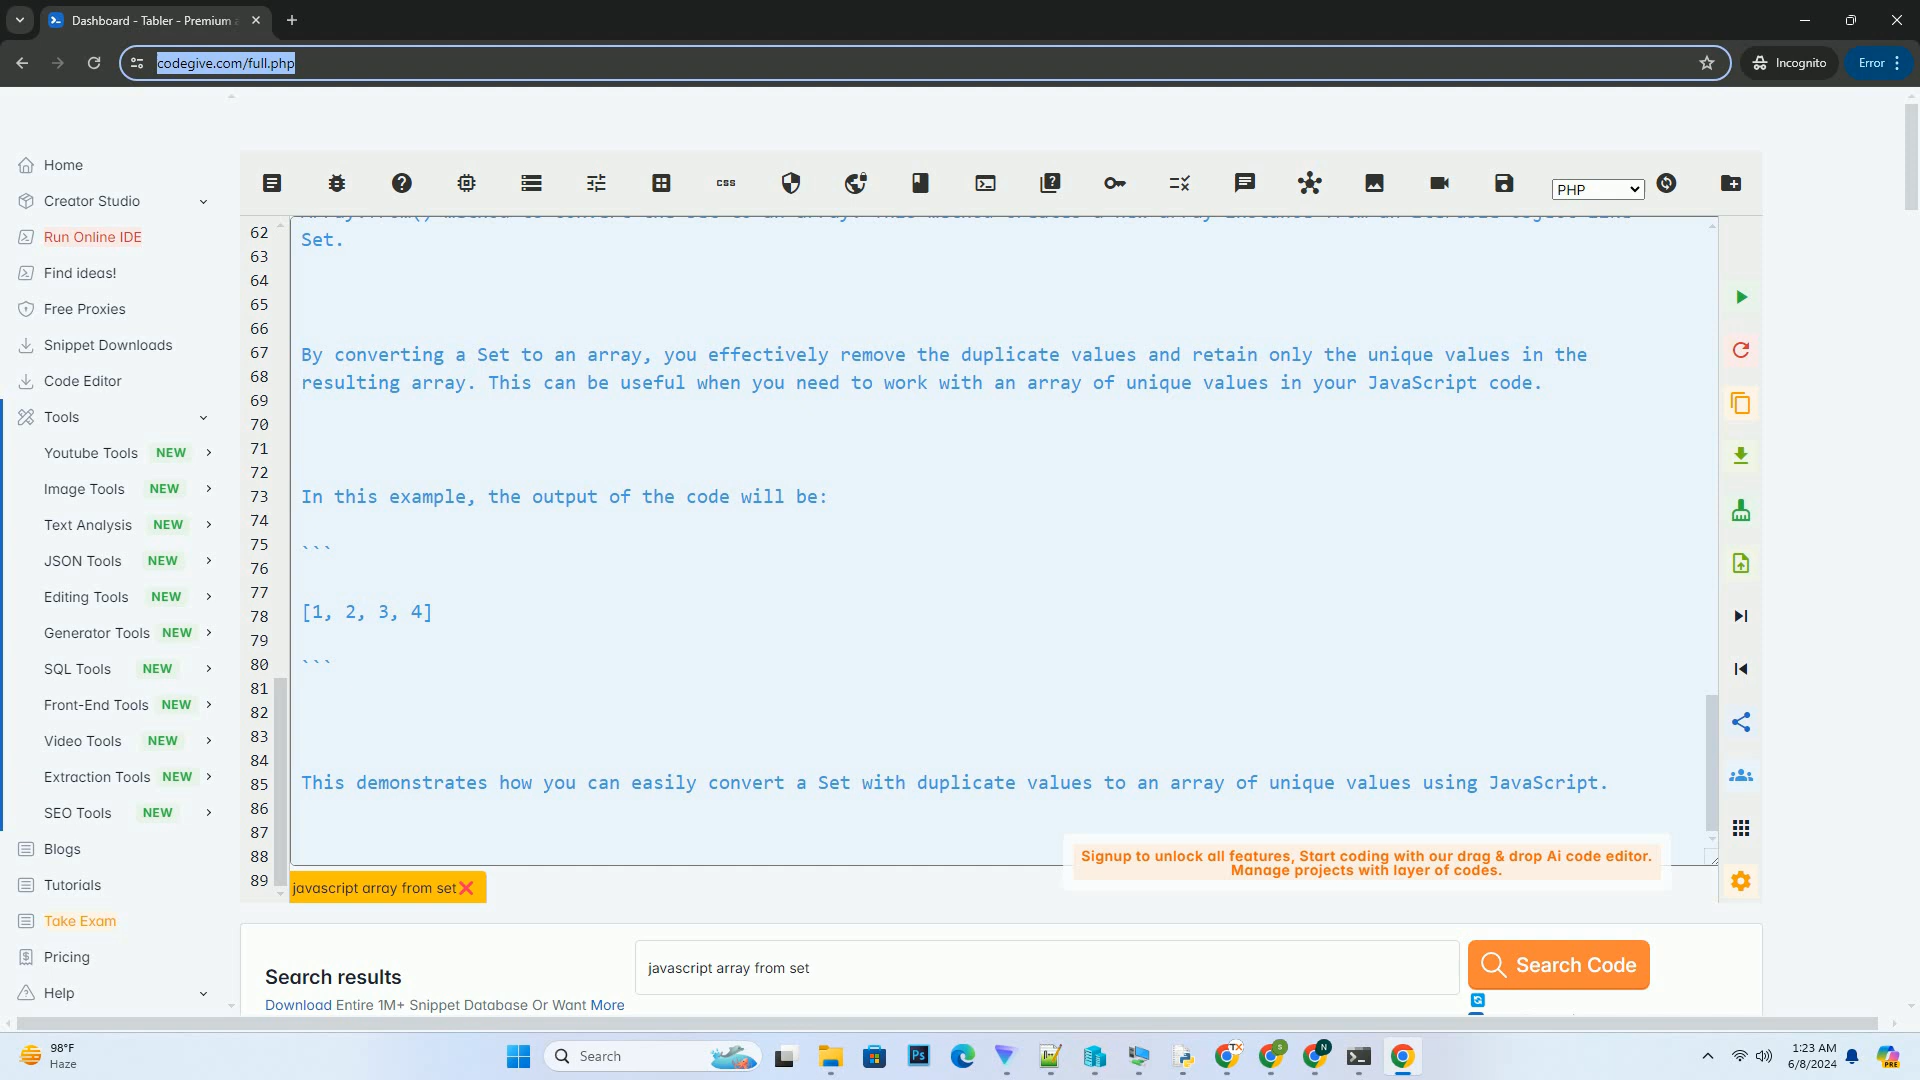 Dashboard - Tabler - Premium
codegive.com/full.php
Incognito
Error
Home
Creator Studio
Run Online IDE
Find ideas!
Free Proxies
Snippet Downloads
Code Editor
Tools
Youtube Tools NEW
Image Tools NEW
Text Analysis NEW
JSON Tools NEW
Editing Tools NEW
Generator Tools NEW
SQL Tools NEW
Front-End Tools NEW
Video Tools NEW
Extraction Tools NEW
SEO Tools NEW
Blogs
Tutorials
Take Exam
Pricing
Help
css
PHP
62
63
64
65
66
67
68
69
70
71
72
73
74
75
76
77
78
79
80
81
82
83
84
85
86
87
88
89
Set.
By converting a Set to an array, you effectively remove the duplicate values and retain only the unique values in the
resulting array. This can be useful when you need to work with an array of unique values in your JavaScript code.
In this example, the output of the code will be:
```
[1, 2, 3, 4]
```
This demonstrates how you can easily convert a Set with duplicate values to an array of unique values using JavaScript.
Signup to unlock all features, Start coding with our drag & drop Ai code editor.
Manage projects with layer of codes.
javascript array from set
Search results
Download Entire 1M+ Snippet Database Or Want More
javascript array from set
Search Code
98°F
Haze
Search
1:23 AM
6/8/2024